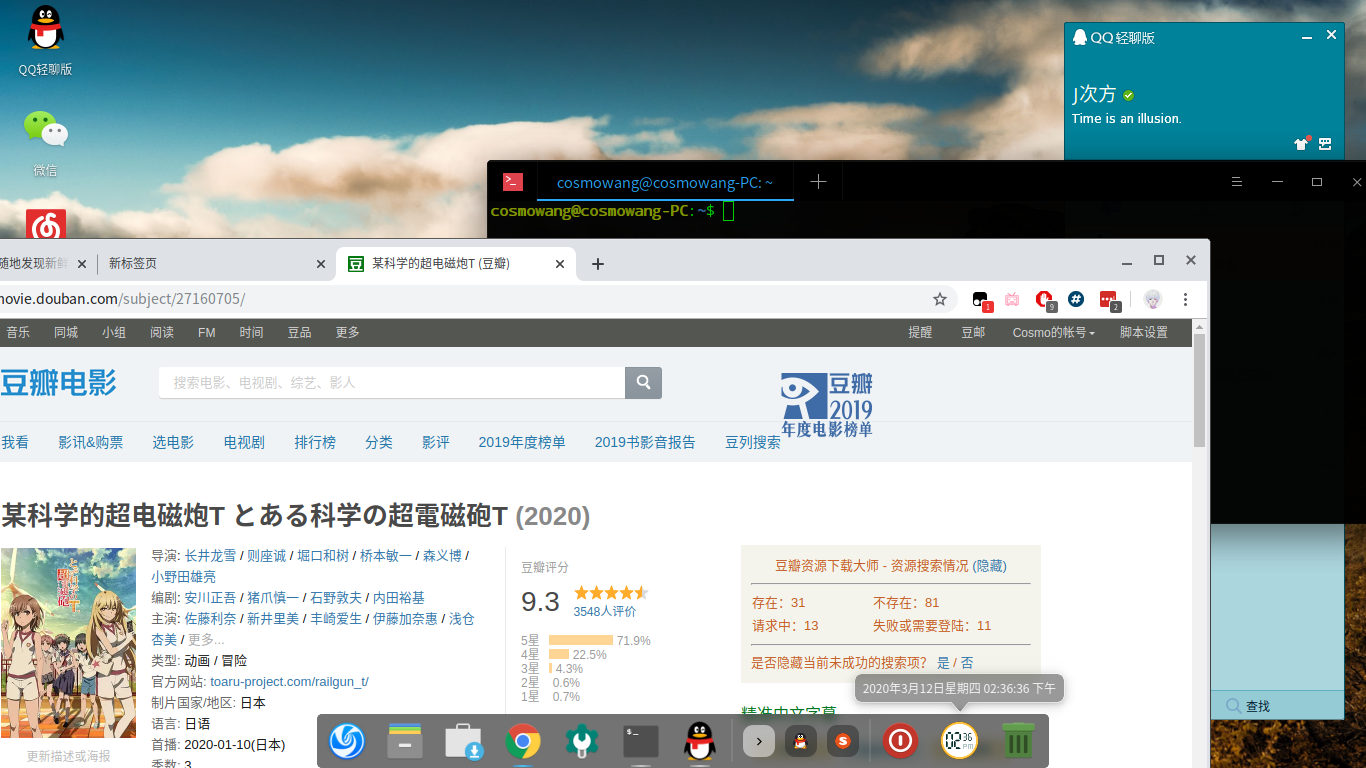 QQ轻聊版
微信
QQ轻聊版
J次方
Time is an illusion.
cosmowang@cosmowang-PC: ~
cosmowang@cosmowang-PC:~$
随地发现新鲜
新标签页
某科学的超电磁炮T (豆瓣)
movie.douban.com/subject/27160705/
1
9
2
音乐 同城 小组 阅读 FM 时间 豆品 更多 提醒 豆邮 Cosmo的帐号 脚本设置
豆瓣电影
搜索电影、电视剧、综艺、影人
豆瓣
2019
年度电影榜单
我看 影讯&购票 选电影 电视剧 排行榜 分类 影评 2019年度榜单 2019书影音报告 豆列搜索
某科学的超电磁炮T とある科学の超電磁砲T (2020)
导演: 长井龙雪 / 则座诚 / 堀口和树 / 桥本敏一 / 森义博 /
小野田雄亮
编剧: 安川正吾 / 猪爪慎一 / 石野敦夫 / 内田裕基
主演: 佐藤利奈 / 新井里美 / 丰崎爱生 / 伊藤加奈惠 / 浅仓
杏美 / 更多...
类型: 动画 / 冒险
官方网站: toaru-project.com/railgun_t/
制片国家/地区: 日本
语言: 日语
首播: 2020-01-10(日本)
季数: 3
更新描述或海报
豆瓣评分
9.3
3548人评价
5星 71.9%
4星 22.5%
3星 4.3%
2星 0.6%
1星 0.7%
豆瓣资源下载大师 - 资源搜索情况 (隐藏)
存在：31 不存在：81
请求中：13 失败或需要登陆：11
是否隐藏当前未成功的搜索项？ 是 / 否
精准中文字幕
2020年3月12日星期四 02:36:36 下午
查找
02 36
PM